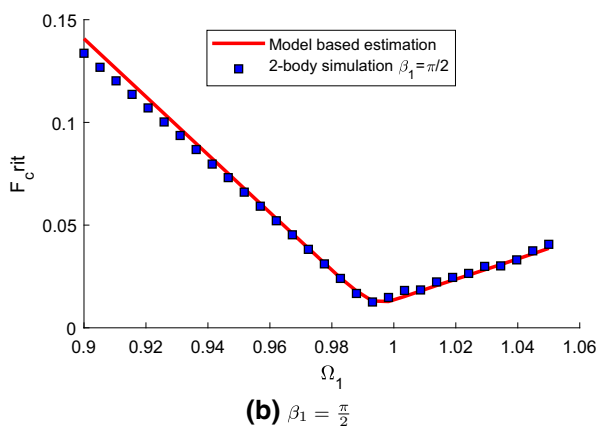 0.15
Model based estimation
2-body simulation β₁=π/2
0.1
F_crit
0.05
0
0.9 0.92 0.94 0.96 0.98 1 1.02 1.04 1.06
Ω₁
(b) β₁ = π/2